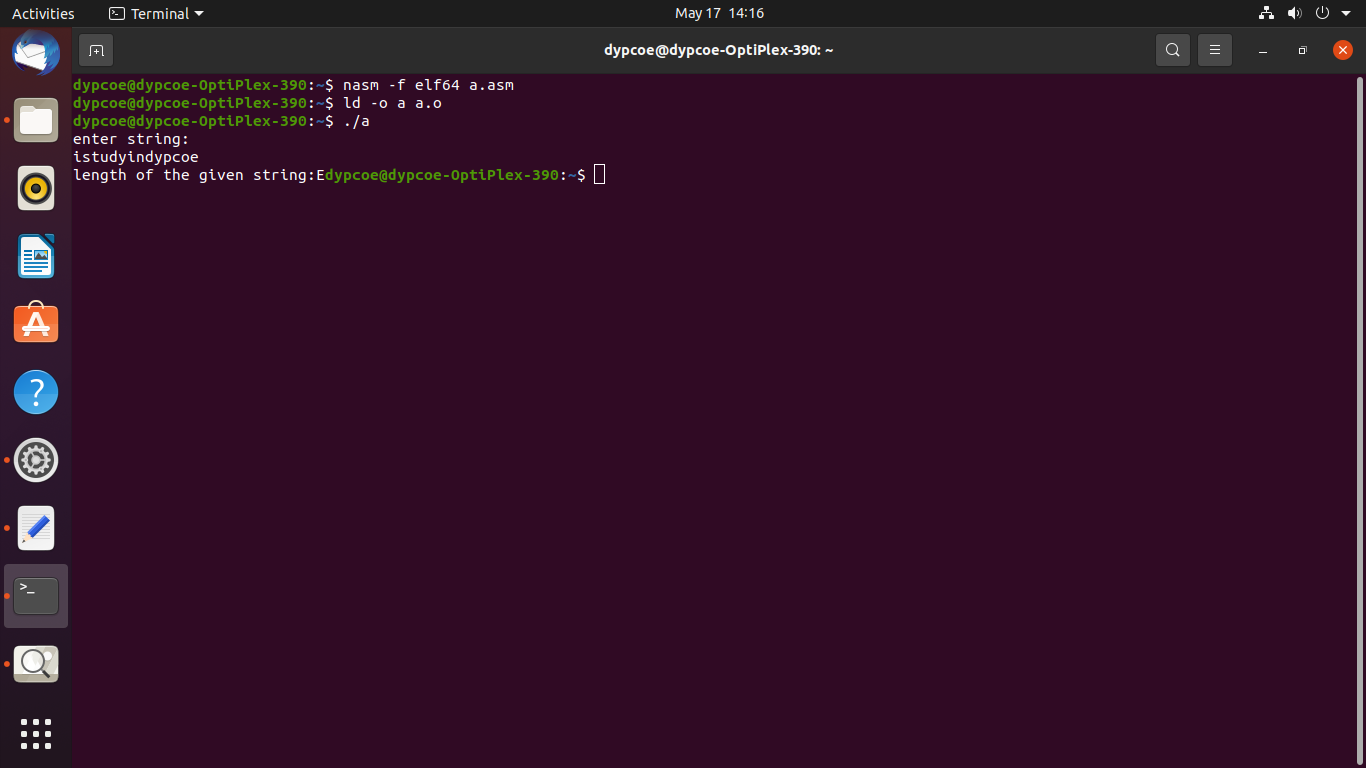 Activities Terminal May 17 14:16
dypcoe@dypcoe-OptiPlex-390: ~
dypcoe@dypcoe-OptiPlex-390:~$ nasm -f elf64 a.asm
dypcoe@dypcoe-OptiPlex-390:~$ ld -o a a.o
dypcoe@dypcoe-OptiPlex-390:~$ ./a
enter string:
istudyindypcoe
length of the given string:Edypcoe@dypcoe-OptiPlex-390:~$